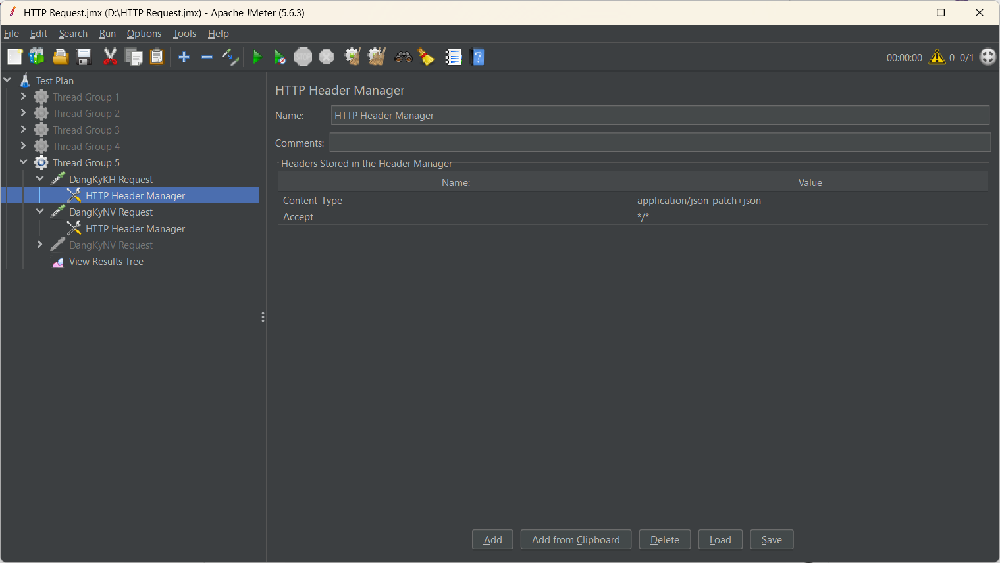 HTTP Request.jmx (D:\HTTP Request.jmx) - Apache JMeter (5.6.3)
File Edit Search Run Options Tools Help
STOP
00:00:00 0 0/1
Test Plan
Thread Group 1
Thread Group 2
Thread Group 3
Thread Group 4
Thread Group 5
DangKyKH Request
HTTP Header Manager
DangKyNV Request
HTTP Header Manager
DangKyNV Request
View Results Tree
HTTP Header Manager
Name: HTTP Header Manager
Comments:
Headers Stored in the Header Manager
Name: Value
Content-Type application/json-patch+json
Accept */*
Add Add from Clipboard Delete Load Save